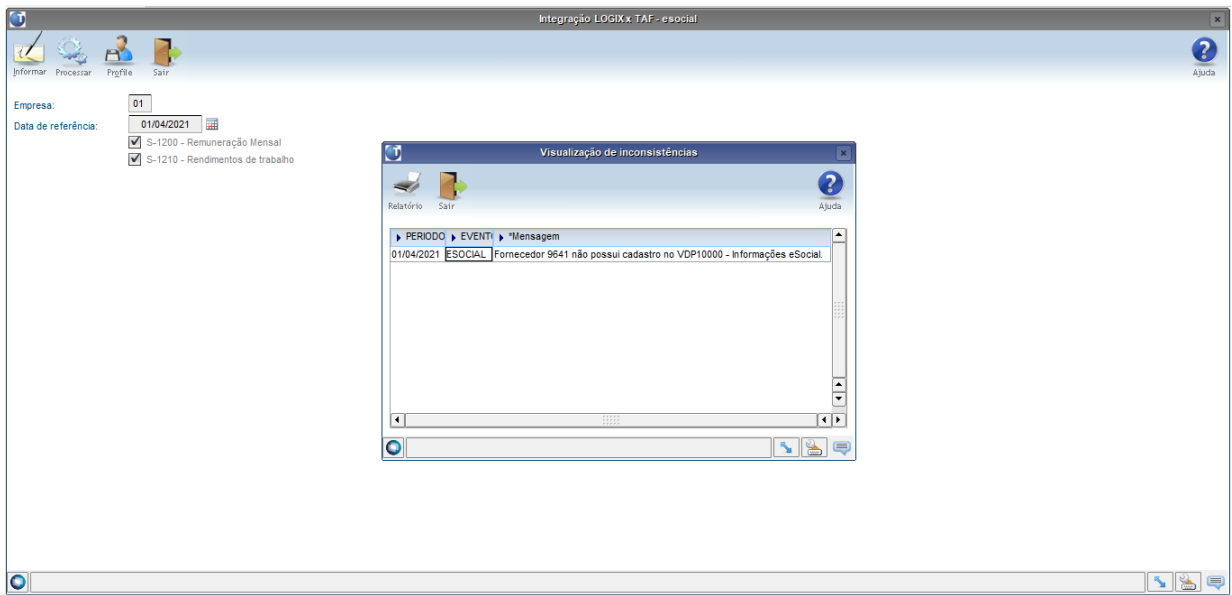 Integração LOGIX x TAF - esocial
Informar Processar Profile Sair Ajuda
Empresa: 01
Data de referência: 01/04/2021
S-1200 - Remuneração Mensal
S-1210 - Rendimentos de trabalho
Visualização de inconsistências
Relatório Sair Ajuda
PERIODO EVENT *Mensagem
01/04/2021 ESOCIAL Fornecedor 9641 não possui cadastro no VDP10000 - Informações eSocial.